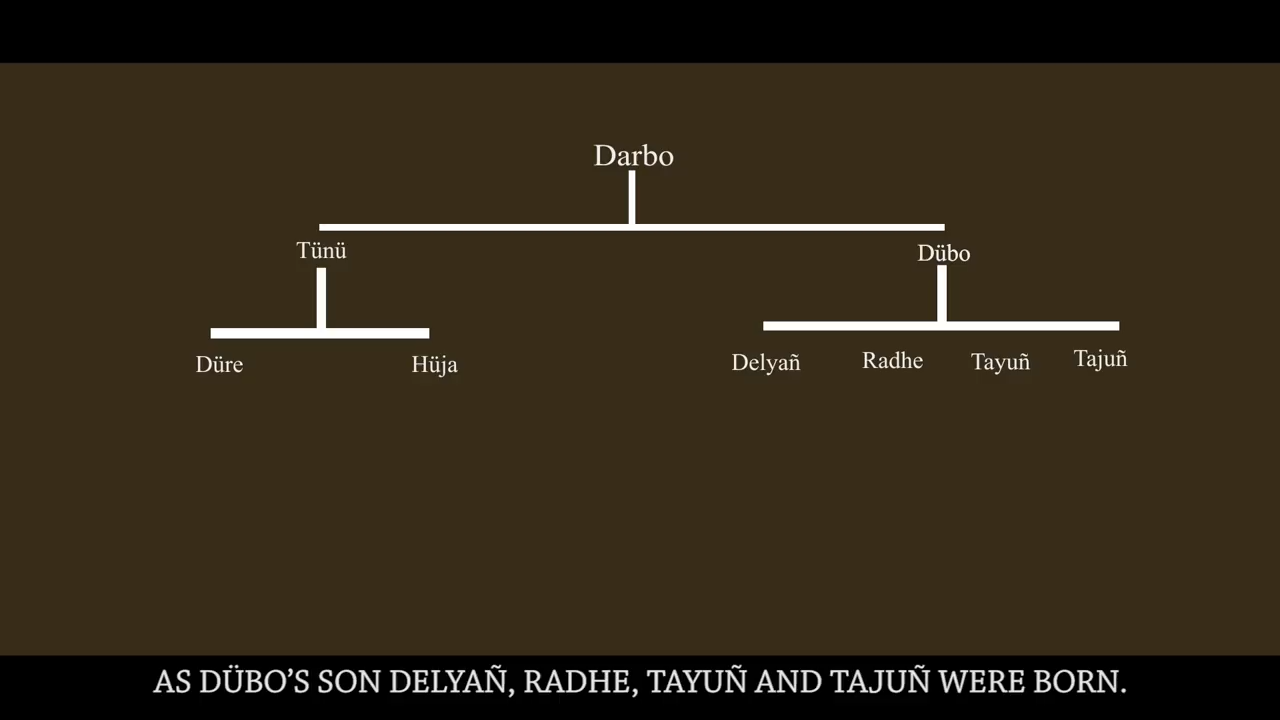 Darbo
Tünü Dübo
Düre Hüja Delyañ Radhe Tayuñ Tajuñ
AS DÜBO’S SON DELYAÑ, RADHE, TAYUÑ AND TAJUÑ WERE BORN.